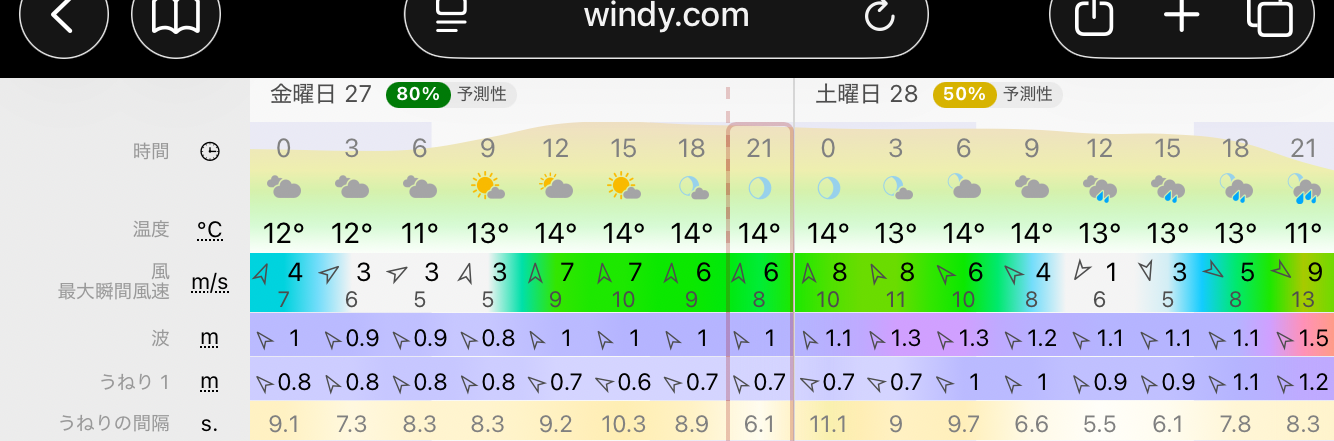 windy.com
金曜日 27 80% 予測性 土曜日 28 50% 予測性
時間 0 3 6 9 12 15 18 21 0 3 6 9 12 15 18 21
温度 °C 12° 12° 11° 13° 14° 14° 14° 14° 14° 13° 14° 14° 13° 13° 13° 11°
風 m/s 4 3 3 3 7 7 6 6 8 8 6 4 1 3 5 9
最大瞬間風速 7 6 5 5 9 10 9 8 10 11 10 8 6 5 8 13
波 m 1 0.9 0.9 0.8 1 1 1 1 1.1 1.3 1.3 1.2 1.1 1.1 1.1 1.5
うねり 1 m 0.8 0.8 0.8 0.8 0.7 0.6 0.7 0.7 0.7 0.7 1 1 0.9 0.9 1.1 1.2
うねりの間隔 s. 9.1 7.3 8.3 8.3 9.2 10.3 8.9 6.1 11.1 9 9.7 6.6 5.5 6.1 7.8 8.3